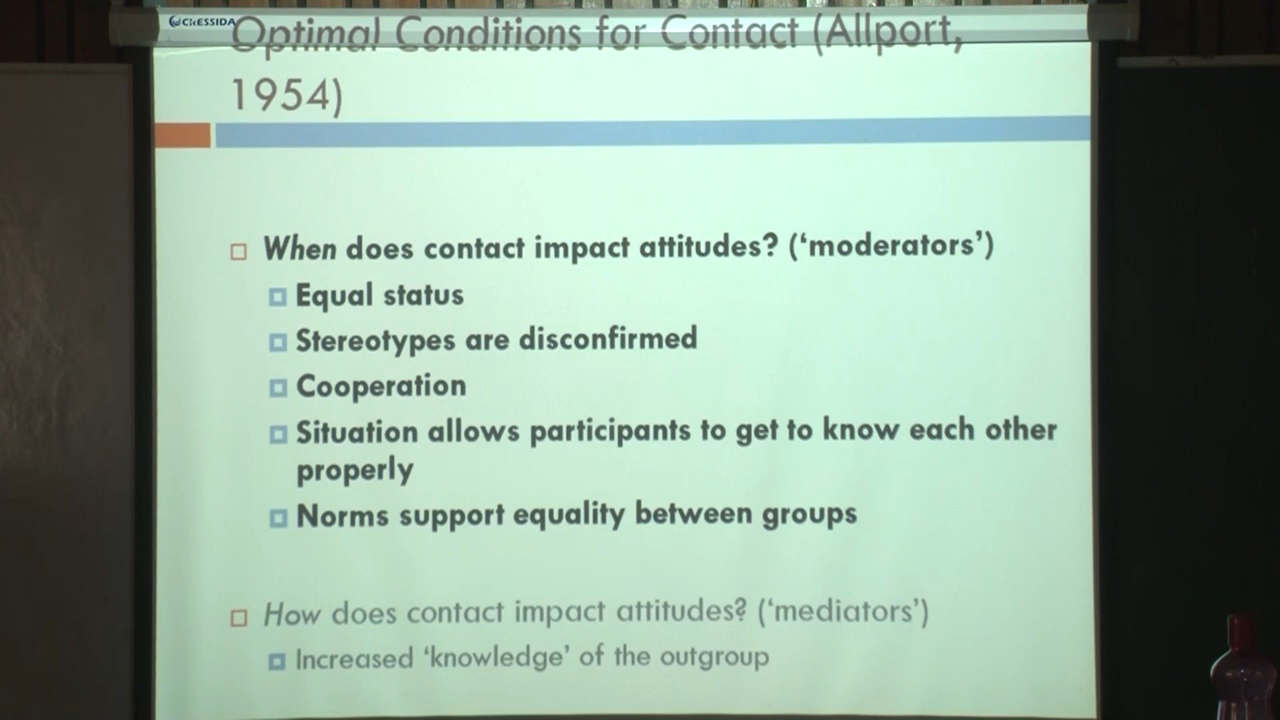 CRESSIDA
Optimal Conditions for Contact (Allport,
1954)
When does contact impact attitudes? (‘moderators’)
Equal status
Stereotypes are disconfirmed
Cooperation
Situation allows participants to get to know each other
properly
Norms support equality between groups
How does contact impact attitudes? (‘mediators’)
Increased ‘knowledge’ of the outgroup